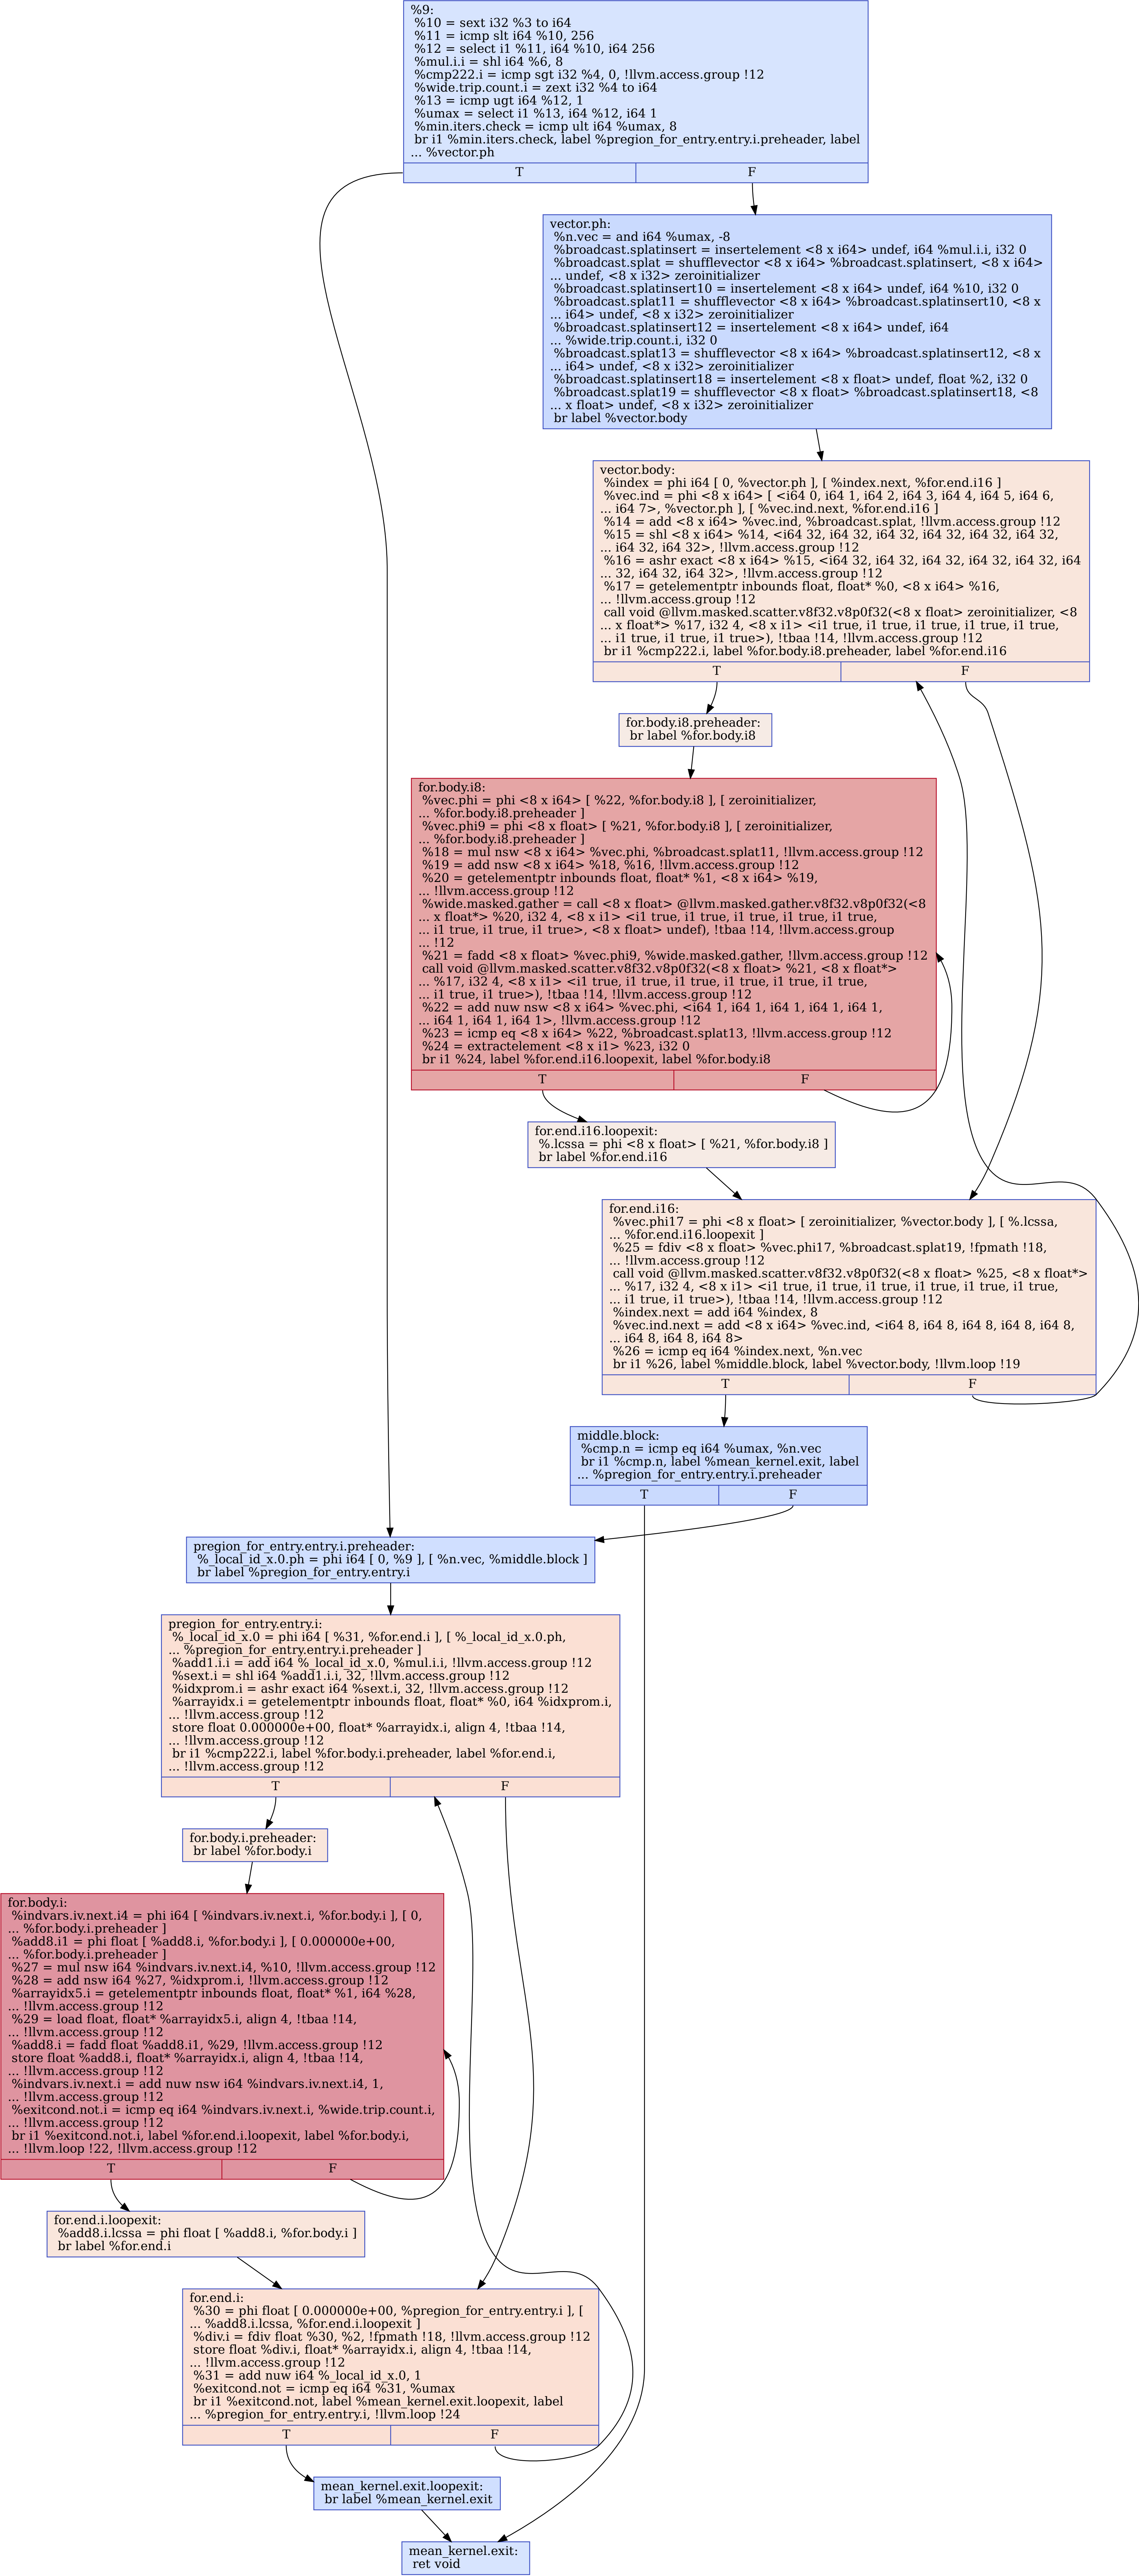 %9:
%10 = sext i32 %3 to i64
%11 = icmp slt i64 %10, 256
%12 = select i1 %11, i64 %10, i64 256
%mul.i.i = shl i64 %6, 8
%cmp222.i = icmp sgt i32 %4, 0, !llvm.access.group !12
%wide.trip.count.i = zext i32 %4 to i64
%13 = icmp ugt i64 %12, 1
%umax = select i1 %13, i64 %12, i64 1
%min.iters.check = icmp ult i64 %umax, 8
br i1 %min.iters.check, label %pregion_for_entry.entry.i.preheader, label
... %vector.ph
T
F
vector.ph:
%n.vec = and i64 %umax, -8
%broadcast.splatinsert = insertelement <8 x i64> undef, i64 %mul.i.i, i32 0
%broadcast.splat = shufflevector <8 x i64> %broadcast.splatinsert, <8 x i64>
... undef, <8 x i32> zeroinitializer
%broadcast.splatinsert10 = insertelement <8 x i64> undef, i64 %10, i32 0
%broadcast.splat11 = shufflevector <8 x i64> %broadcast.splatinsert10, <8 x
... i64> undef, <8 x i32> zeroinitializer
%broadcast.splatinsert12 = insertelement <8 x i64> undef, i64
... %wide.trip.count.i, i32 0
%broadcast.splat13 = shufflevector <8 x i64> %broadcast.splatinsert12, <8 x
... i64> undef, <8 x i32> zeroinitializer
%broadcast.splatinsert18 = insertelement <8 x float> undef, float %2, i32 0
%broadcast.splat19 = shufflevector <8 x float> %broadcast.splatinsert18, <8
... x float> undef, <8 x i32> zeroinitializer
br label %vector.body
vector.body:
%index = phi i64 [ 0, %vector.ph ], [ %index.next, %for.end.i16 ]
%vec.ind = phi <8 x i64> [ <i64 0, i64 1, i64 2, i64 3, i64 4, i64 5, i64 6,
... i64 7>, %vector.ph ], [ %vec.ind.next, %for.end.i16 ]
%14 = add <8 x i64> %vec.ind, %broadcast.splat, !llvm.access.group !12
%15 = shl <8 x i64> %14, <i64 32, i64 32, i64 32, i64 32, i64 32, i64 32,
... i64 32, i64 32>, !llvm.access.group !12
%16 = ashr exact <8 x i64> %15, <i64 32, i64 32, i64 32, i64 32, i64 32, i64
... 32, i64 32, i64 32>, !llvm.access.group !12
%17 = getelementptr inbounds float, float* %0, <8 x i64> %16,
... !llvm.access.group !12
call void @llvm.masked.scatter.v8f32.v8p0f32(<8 x float> zeroinitializer, <8
... x float*> %17, i32 4, <8 x i1> <i1 true, i1 true, i1 true, i1 true, i1 true,
... i1 true, i1 true, i1 true>), !tbaa !14, !llvm.access.group !12
br i1 %cmp222.i, label %for.body.i8.preheader, label %for.end.i16
T
F
for.body.i8.preheader:
br label %for.body.i8
for.body.i8:
%vec.phi = phi <8 x i64> [ %22, %for.body.i8 ], [ zeroinitializer,
... %for.body.i8.preheader ]
%vec.phi9 = phi <8 x float> [ %21, %for.body.i8 ], [ zeroinitializer,
... %for.body.i8.preheader ]
%18 = mul nsw <8 x i64> %vec.phi, %broadcast.splat11, !llvm.access.group !12
%19 = add nsw <8 x i64> %18, %16, !llvm.access.group !12
%20 = getelementptr inbounds float, float* %1, <8 x i64> %19,
... !llvm.access.group !12
%wide.masked.gather = call <8 x float> @llvm.masked.gather.v8f32.v8p0f32(<8
... x float*> %20, i32 4, <8 x i1> <i1 true, i1 true, i1 true, i1 true, i1 true,
... i1 true, i1 true, i1 true>, <8 x float> undef), !tbaa !14, !llvm.access.group
... !12
%21 = fadd <8 x float> %vec.phi9, %wide.masked.gather, !llvm.access.group !12
call void @llvm.masked.scatter.v8f32.v8p0f32(<8 x float> %21, <8 x float*>
... %17, i32 4, <8 x i1> <i1 true, i1 true, i1 true, i1 true, i1 true, i1 true,
... i1 true, i1 true>), !tbaa !14, !llvm.access.group !12
%22 = add nuw nsw <8 x i64> %vec.phi, <i64 1, i64 1, i64 1, i64 1, i64 1,
... i64 1, i64 1, i64 1>, !llvm.access.group !12
%23 = icmp eq <8 x i64> %22, %broadcast.splat13, !llvm.access.group !12
%24 = extractelement <8 x i1> %23, i32 0
br i1 %24, label %for.end.i16.loopexit, label %for.body.i8
T
F
for.end.i16.loopexit:
%.lcssa = phi <8 x float> [ %21, %for.body.i8 ]
br label %for.end.i16
for.end.i16:
%vec.phi17 = phi <8 x float> [ zeroinitializer, %vector.body ], [ %.lcssa,
... %for.end.i16.loopexit ]
%25 = fdiv <8 x float> %vec.phi17, %broadcast.splat19, !fpmath !18,
... !llvm.access.group !12
call void @llvm.masked.scatter.v8f32.v8p0f32(<8 x float> %25, <8 x float*>
... %17, i32 4, <8 x i1> <i1 true, i1 true, i1 true, i1 true, i1 true, i1 true,
... i1 true, i1 true>), !tbaa !14, !llvm.access.group !12
%index.next = add i64 %index, 8
%vec.ind.next = add <8 x i64> %vec.ind, <i64 8, i64 8, i64 8, i64 8, i64 8,
... i64 8, i64 8, i64 8>
%26 = icmp eq i64 %index.next, %n.vec
br i1 %26, label %middle.block, label %vector.body, !llvm.loop !19
T
F
middle.block:
%cmp.n = icmp eq i64 %umax, %n.vec
br i1 %cmp.n, label %mean_kernel.exit, label
... %pregion_for_entry.entry.i.preheader
T
F
pregion_for_entry.entry.i.preheader:
%_local_id_x.0.ph = phi i64 [ 0, %9 ], [ %n.vec, %middle.block ]
br label %pregion_for_entry.entry.i
pregion_for_entry.entry.i:
%_local_id_x.0 = phi i64 [ %31, %for.end.i ], [ %_local_id_x.0.ph,
... %pregion_for_entry.entry.i.preheader ]
%add1.i.i = add i64 %_local_id_x.0, %mul.i.i, !llvm.access.group !12
%sext.i = shl i64 %add1.i.i, 32, !llvm.access.group !12
%idxprom.i = ashr exact i64 %sext.i, 32, !llvm.access.group !12
%arrayidx.i = getelementptr inbounds float, float* %0, i64 %idxprom.i,
... !llvm.access.group !12
store float 0.000000e+00, float* %arrayidx.i, align 4, !tbaa !14,
... !llvm.access.group !12
br i1 %cmp222.i, label %for.body.i.preheader, label %for.end.i,
... !llvm.access.group !12
T
F
for.body.i.preheader:
br label %for.body.i
for.body.i:
%indvars.iv.next.i4 = phi i64 [ %indvars.iv.next.i, %for.body.i ], [ 0,
... %for.body.i.preheader ]
%add8.i1 = phi float [ %add8.i, %for.body.i ], [ 0.000000e+00,
... %for.body.i.preheader ]
%27 = mul nsw i64 %indvars.iv.next.i4, %10, !llvm.access.group !12
%28 = add nsw i64 %27, %idxprom.i, !llvm.access.group !12
%arrayidx5.i = getelementptr inbounds float, float* %1, i64 %28,
... !llvm.access.group !12
%29 = load float, float* %arrayidx5.i, align 4, !tbaa !14,
... !llvm.access.group !12
%add8.i = fadd float %add8.i1, %29, !llvm.access.group !12
store float %add8.i, float* %arrayidx.i, align 4, !tbaa !14,
... !llvm.access.group !12
%indvars.iv.next.i = add nuw nsw i64 %indvars.iv.next.i4, 1,
... !llvm.access.group !12
%exitcond.not.i = icmp eq i64 %indvars.iv.next.i, %wide.trip.count.i,
... !llvm.access.group !12
br i1 %exitcond.not.i, label %for.end.i.loopexit, label %for.body.i,
... !llvm.loop !22, !llvm.access.group !12
T
F
for.end.i.loopexit:
%add8.i.lcssa = phi float [ %add8.i, %for.body.i ]
br label %for.end.i
for.end.i:
%30 = phi float [ 0.000000e+00, %pregion_for_entry.entry.i ], [
... %add8.i.lcssa, %for.end.i.loopexit ]
%div.i = fdiv float %30, %2, !fpmath !18, !llvm.access.group !12
store float %div.i, float* %arrayidx.i, align 4, !tbaa !14,
... !llvm.access.group !12
%31 = add nuw i64 %_local_id_x.0, 1
%exitcond.not = icmp eq i64 %31, %umax
br i1 %exitcond.not, label %mean_kernel.exit.loopexit, label
... %pregion_for_entry.entry.i, !llvm.loop !24
T
F
mean_kernel.exit.loopexit:
br label %mean_kernel.exit
mean_kernel.exit:
ret void